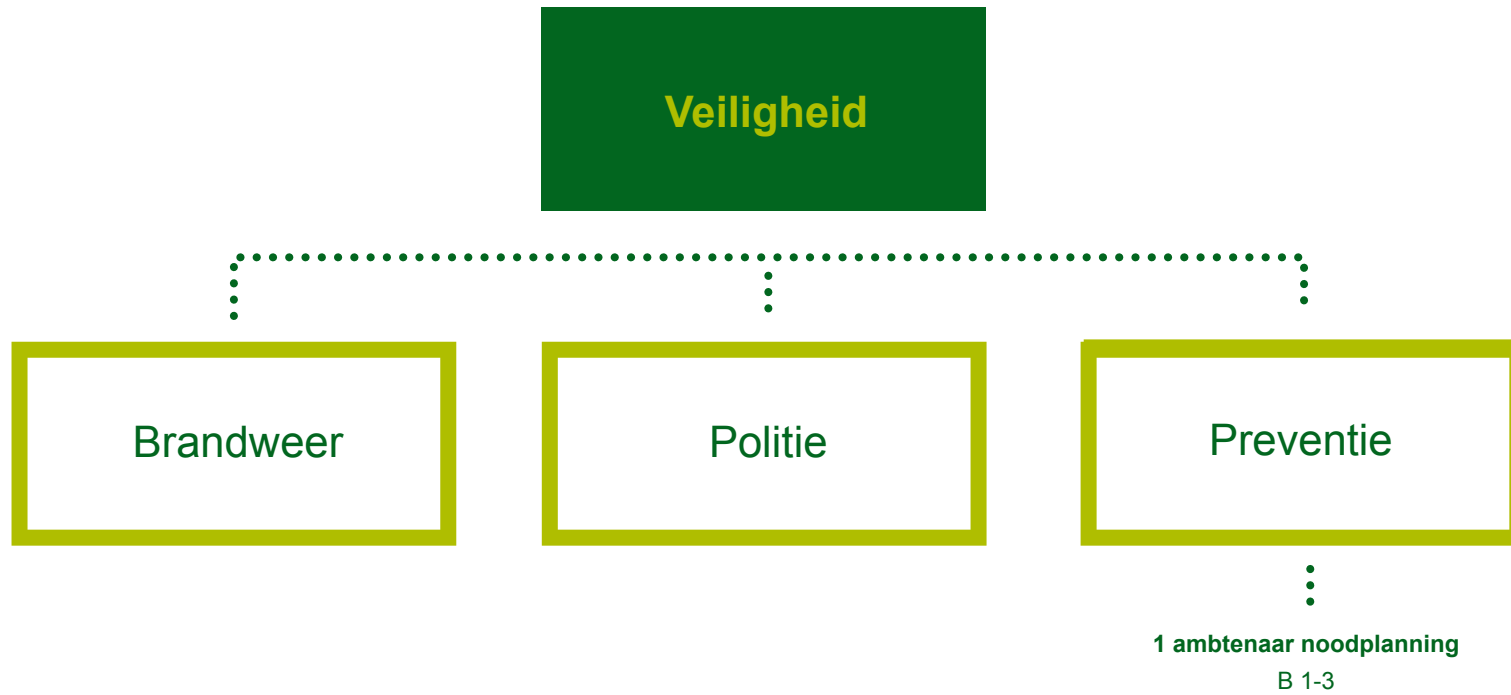 Veiligheid
Brandweer
Politie
Preventie
1 ambtenaar noodplanning
B 1-3